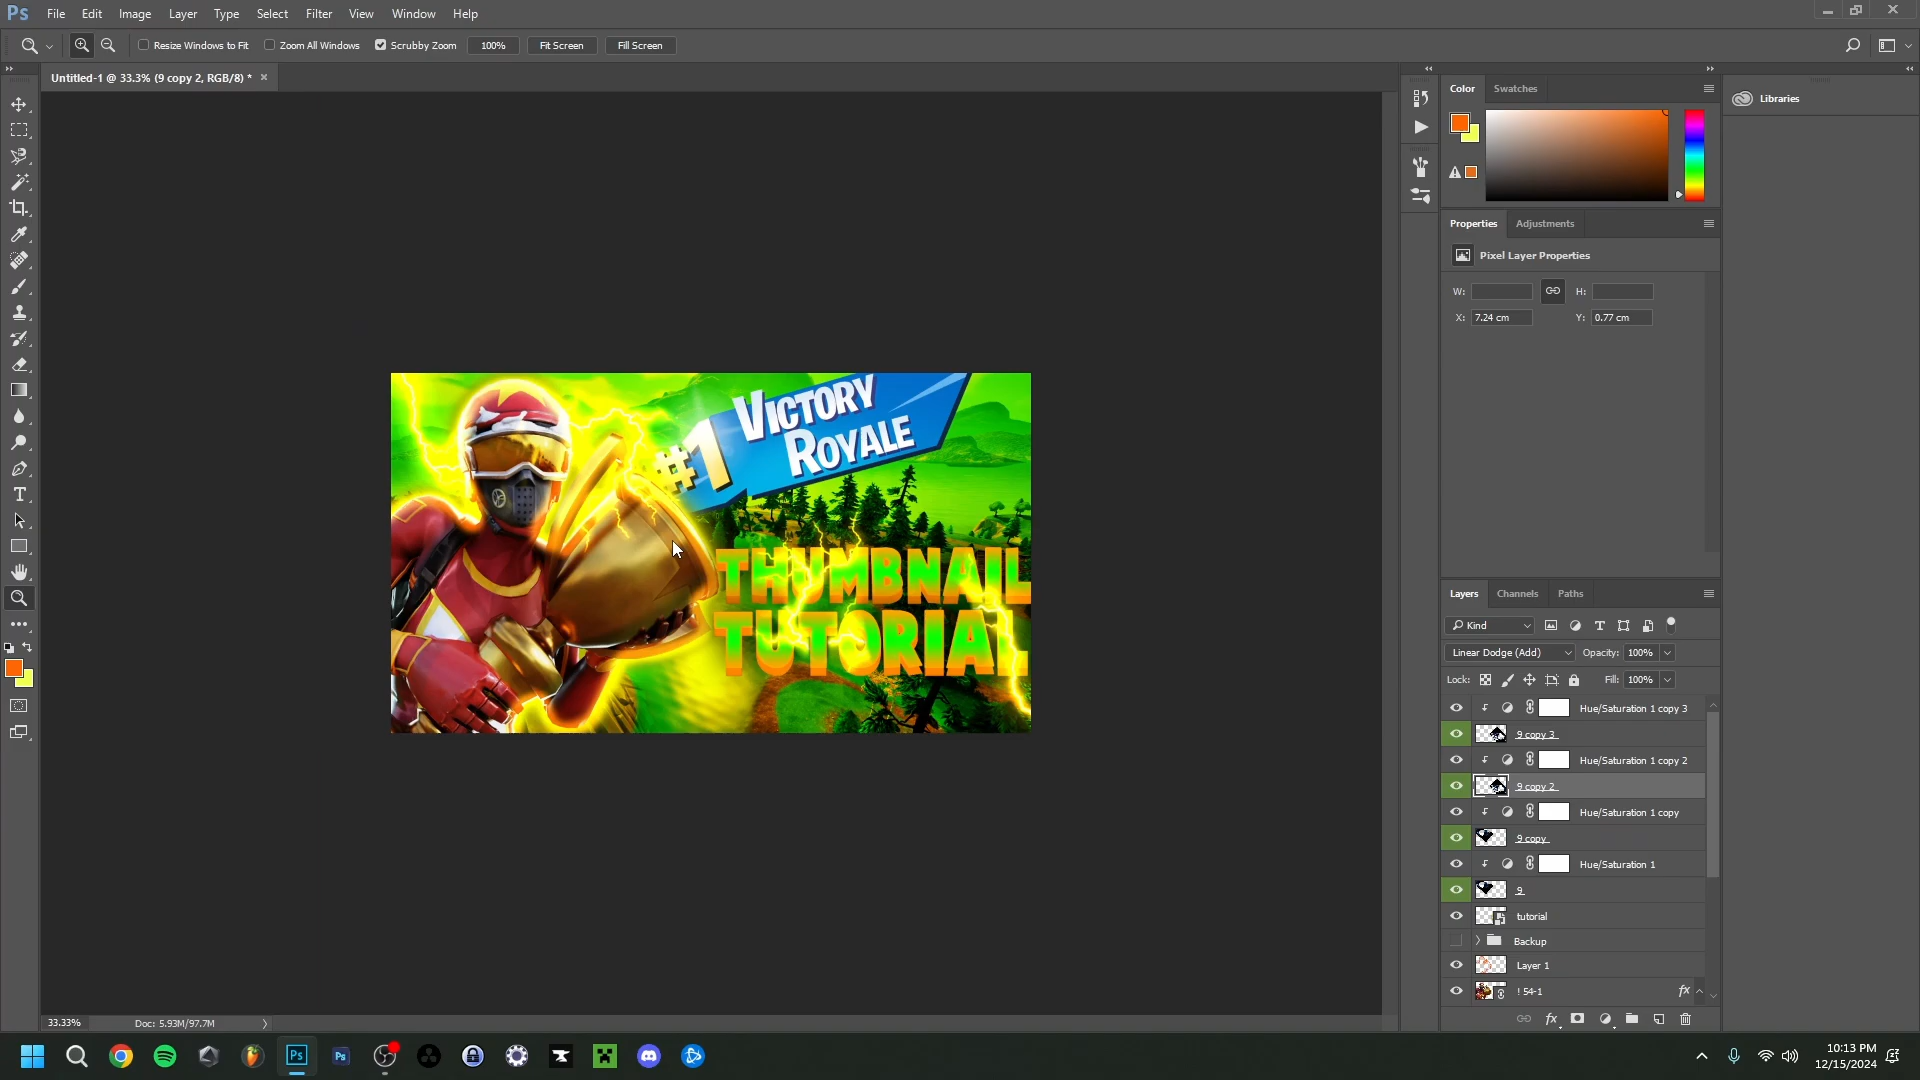 Ps File Edit Image Layer Type Select Filter 3D View Window Help
Resize Windows to Fit Zoom All Windows Scrubby Zoom 100% Fit Screen Fill Screen
Untitled-1 @ 33.3% (9 copy 2, RGB/8) *
Color Swatches
Libraries
Properties Adjustments
Pixel Layer Properties
W: H:
X: 7.24 cm Y: 0.77 cm
#1 VICTORY
ROYALE
THUMBNAIL
TUTORIAL
Layers Channels Paths
Kind
Linear Dodge (Add) Opacity: 100%
Lock: Fill: 100%
Hue/Saturation 1 copy 3
9 copy 3
Hue/Saturation 1 copy 2
9 copy 2
Hue/Saturation 1 copy
9 copy
Hue/Saturation 1
9
tutorial
Backup
Layer 1
! 54-1 fx
fx
33.33% Doc: 5.93M/97.7M
Ps Ps
10:13 PM
12/15/2024